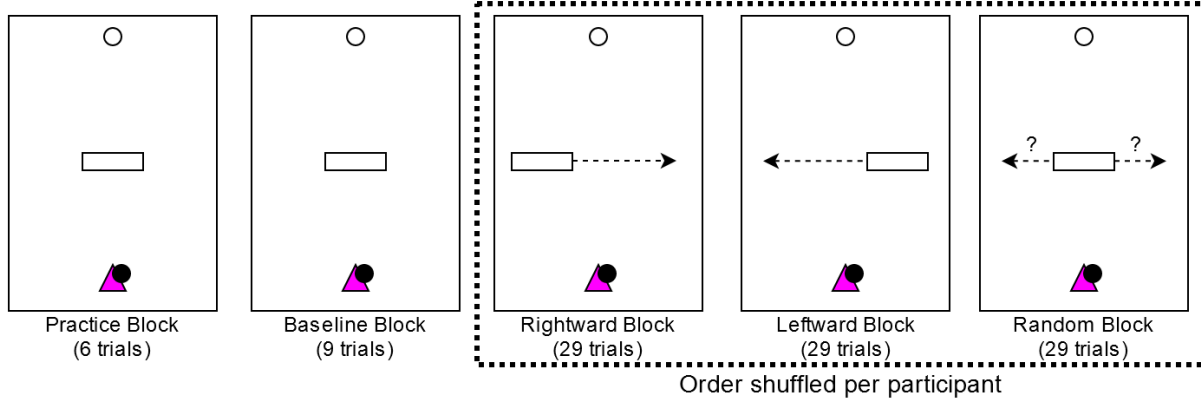 ? ?
Practice Block
(6 trials)
Baseline Block
(9 trials)
Rightward Block
(29 trials)
Leftward Block
(29 trials)
Random Block
(29 trials)
Order shuffled per participant